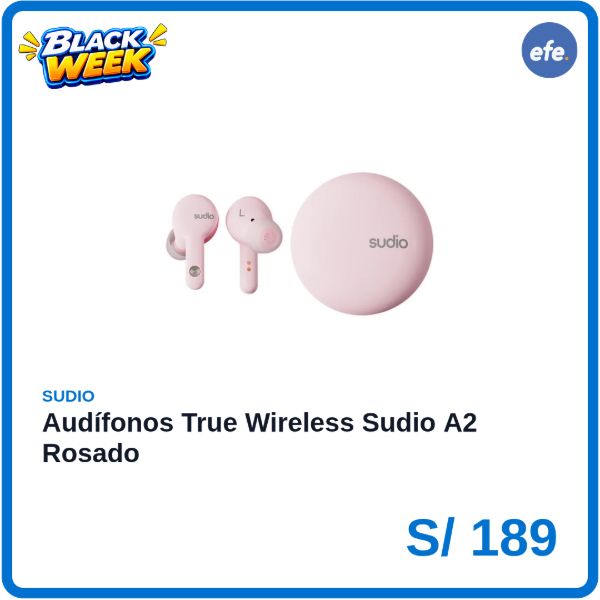 BLACK
WEEK
efe.
sudio
L
sudio
SUDIO
Audífonos True Wireless Sudio A2
Rosado
S/ 189